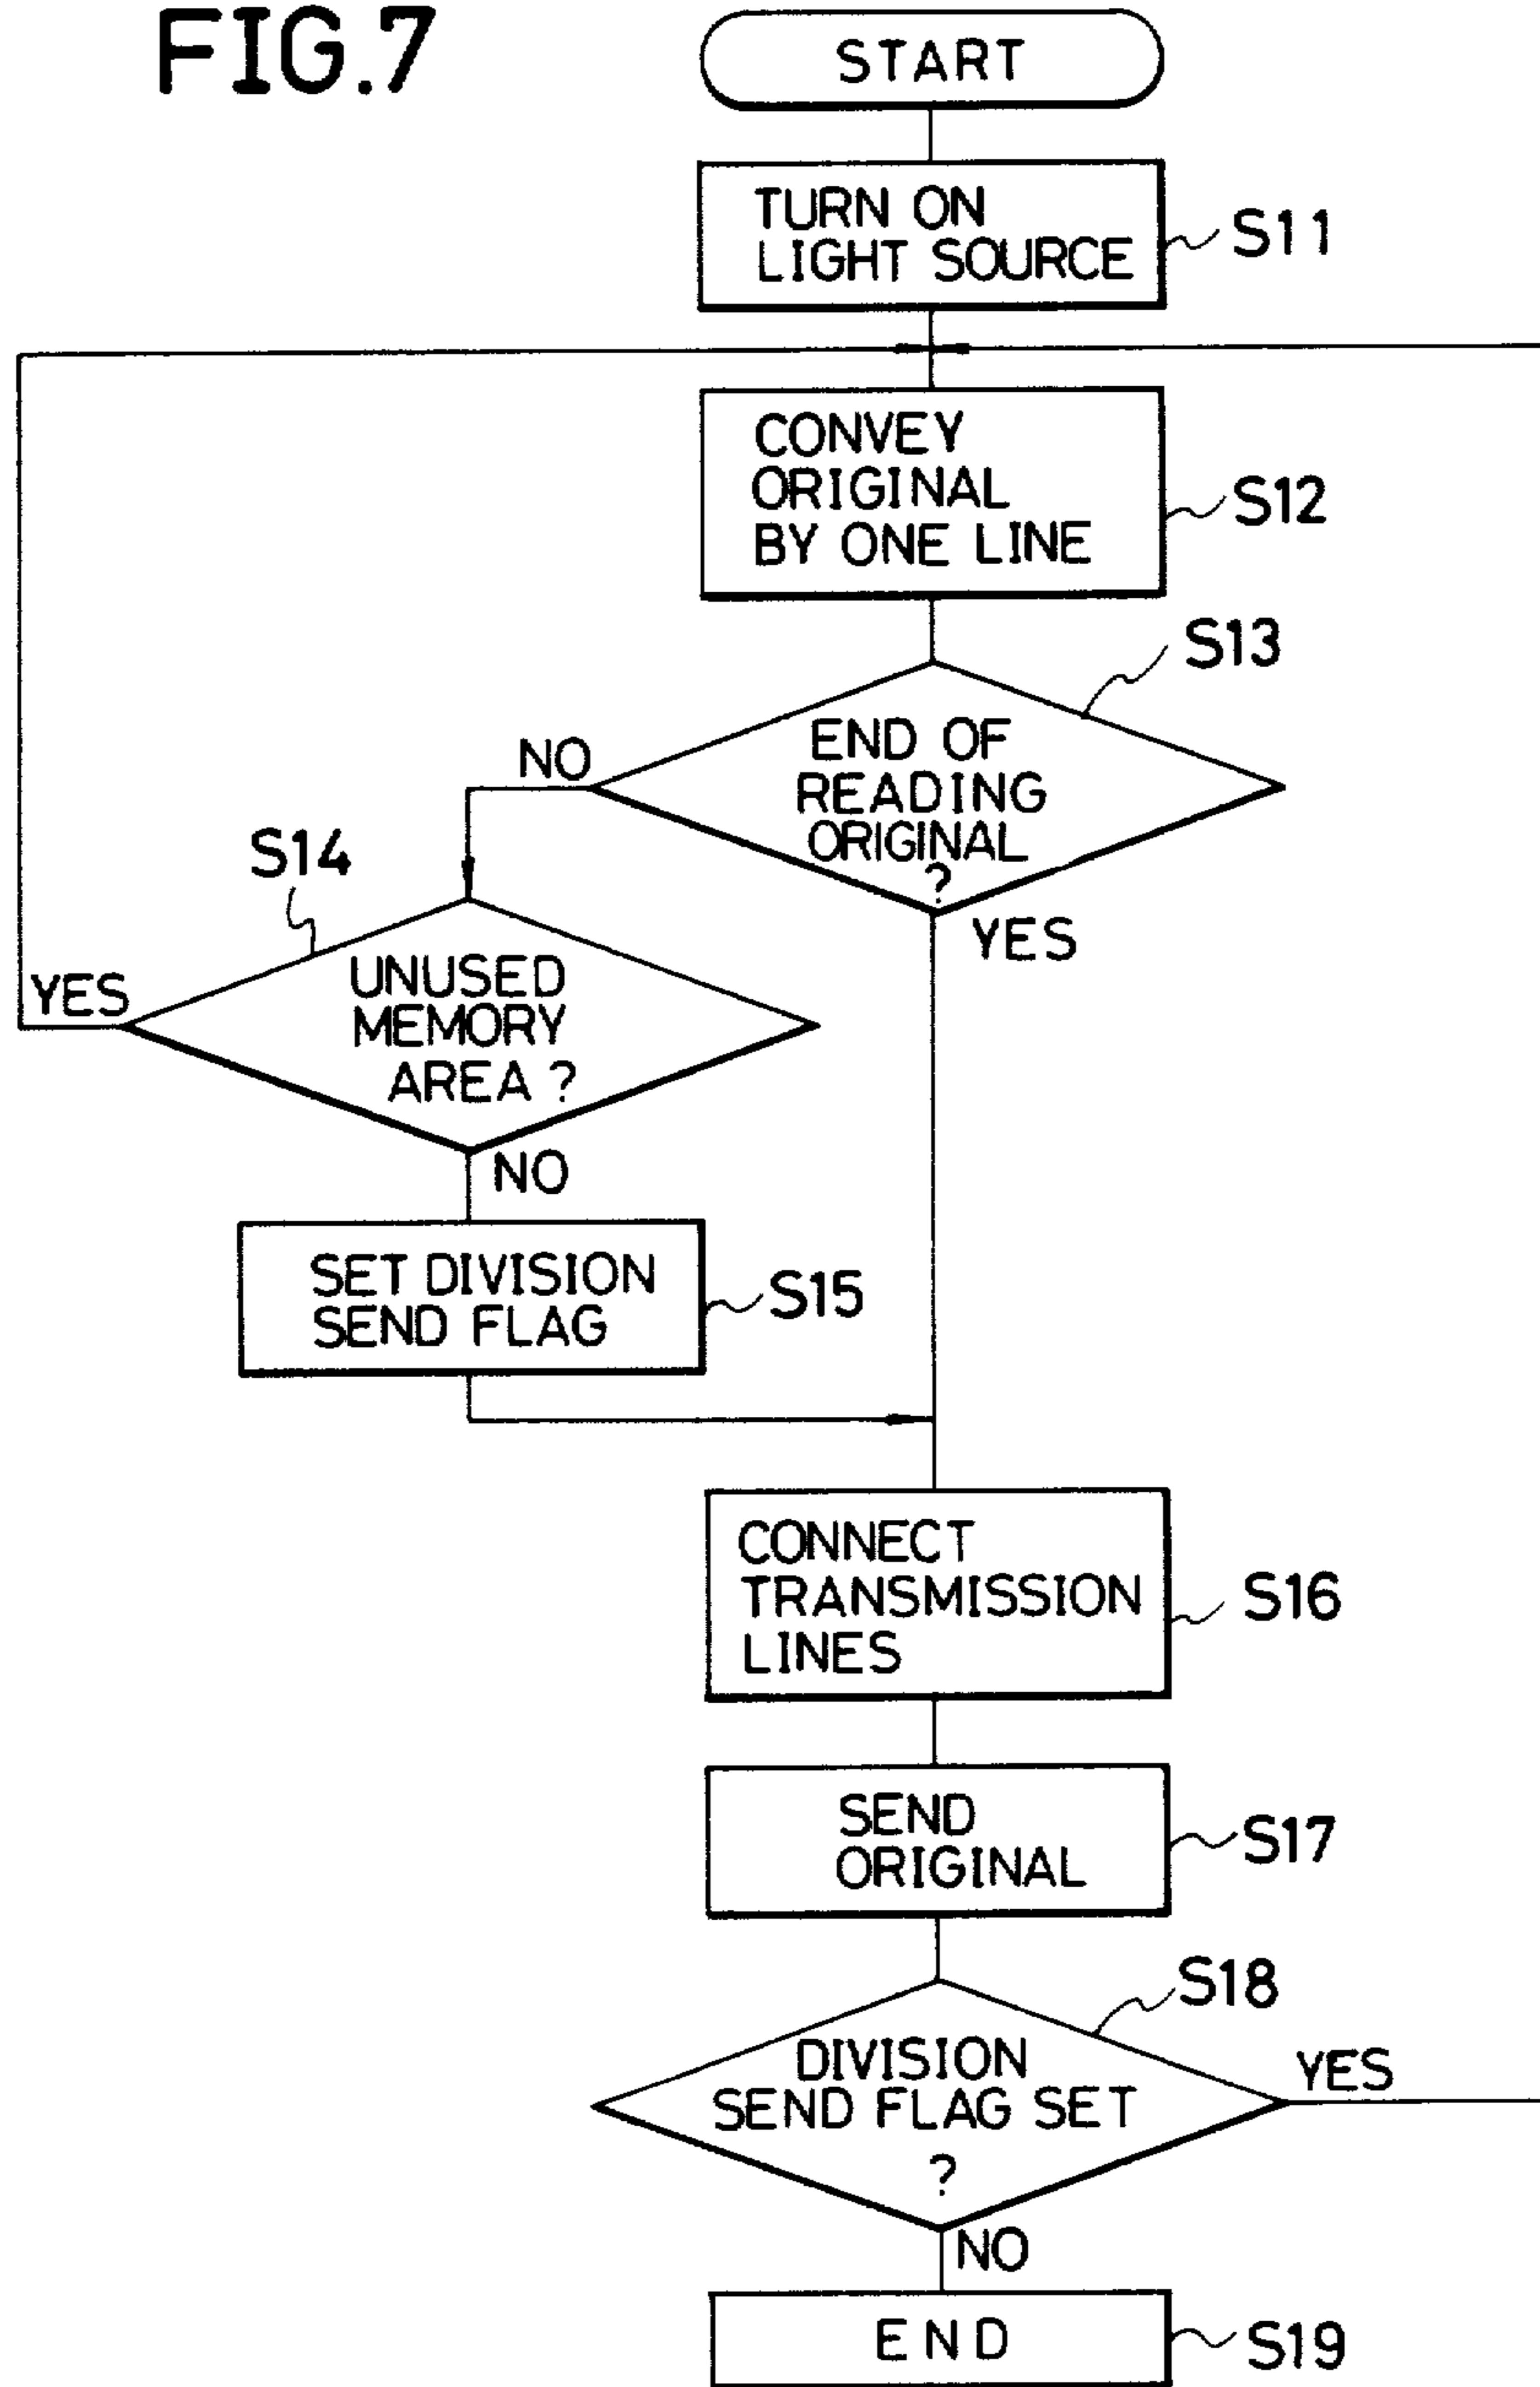 FIG.7
START
TURN ON
LIGHT SOURCE
S11
CONVEY
ORIGINAL
BY ONE LINE
S12
S13
END OF
READING
ORIGINAL
?
NO
YES
S14
UNUSED
MEMORY
AREA ?
YES
NO
SET DIVISION
SEND FLAG
S15
CONNECT
TRANSMISSION
LINES
S16
SEND
ORIGINAL
S17
S18
DIVISION
SEND FLAG SET
?
YES
NO
END
S19